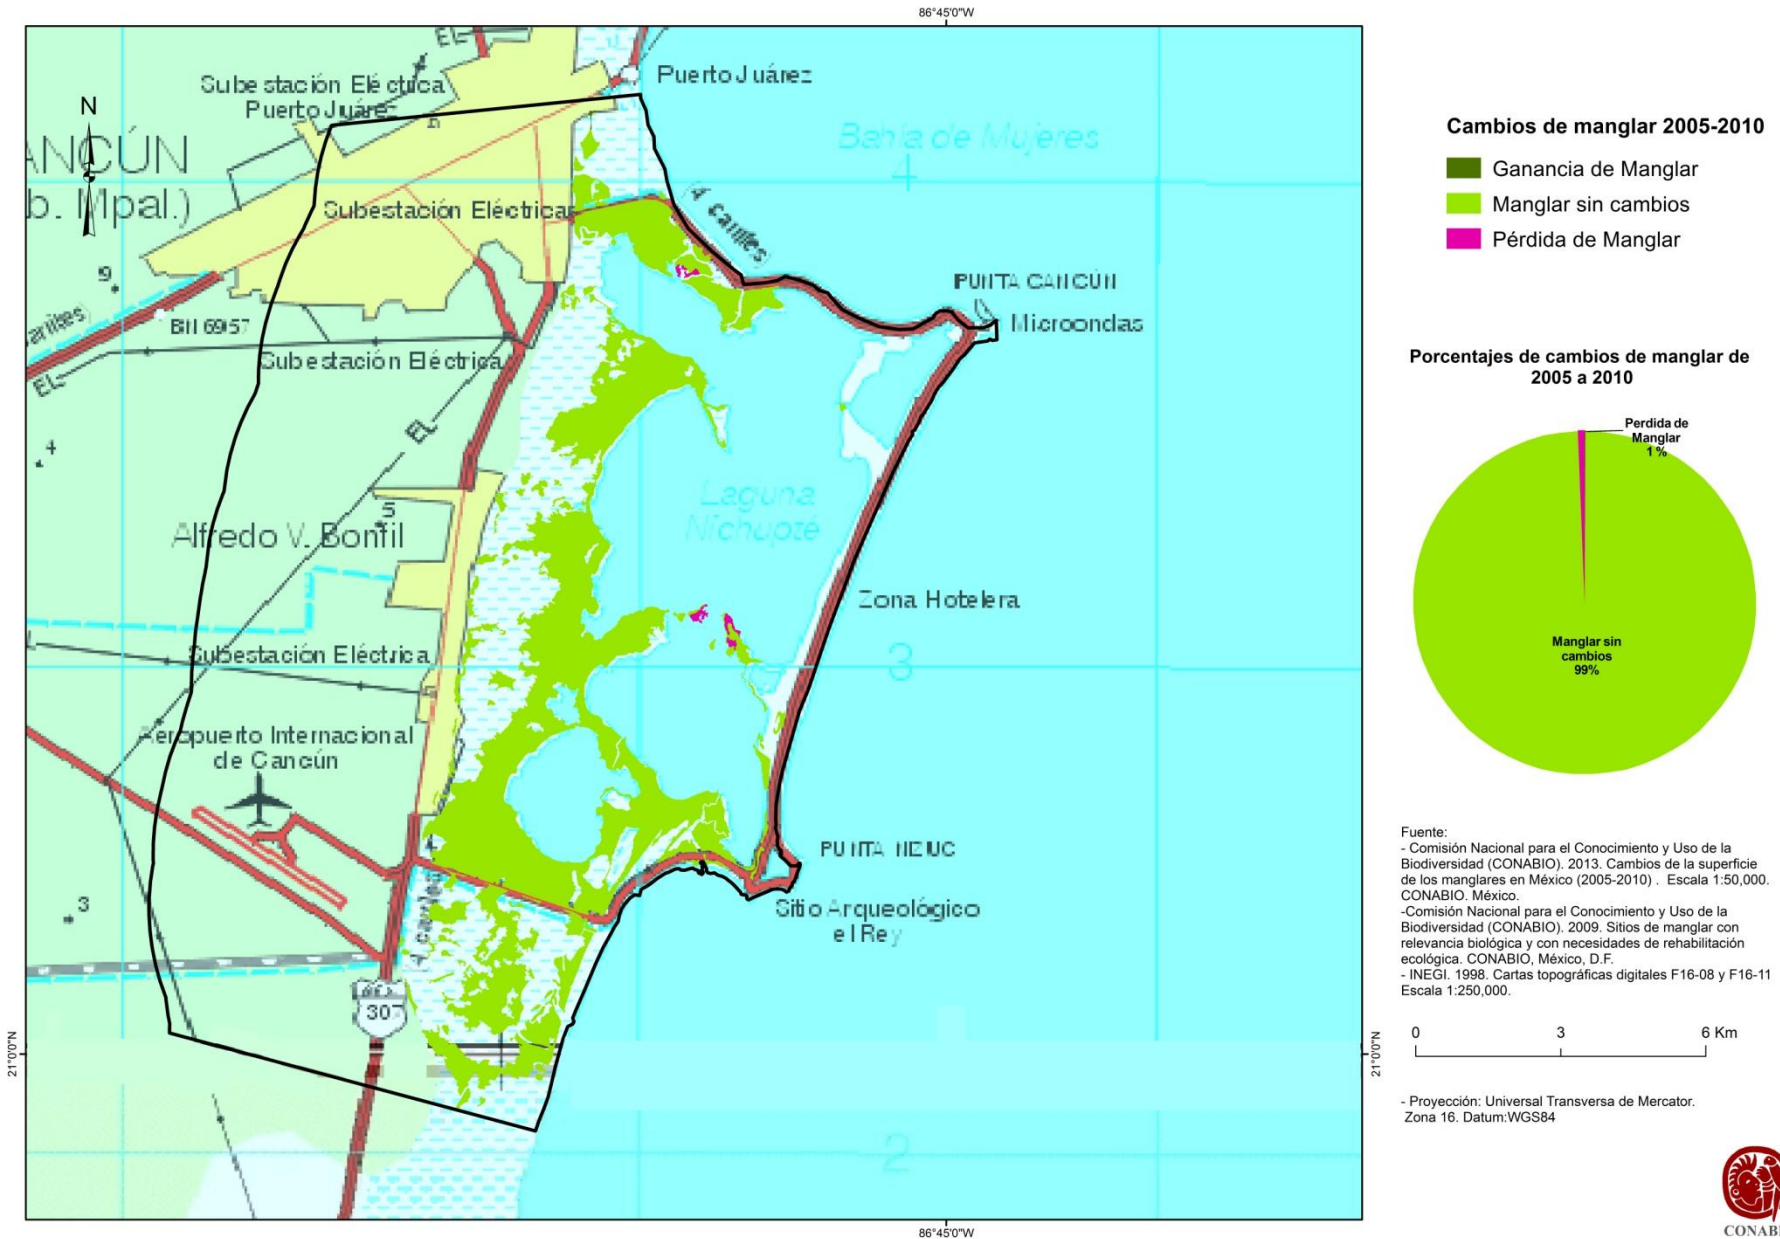 86°45'0"W
EL
Subestación Eléctrica
Puerto Juárez
Puerto Juárez
N
Bahía de Mujeres
4
ANCÚN
b. Mpal.)
Subestación Eléctrica
(4 carriles)
9
PUNTA CANCÚN
Microondas
Subestación Eléctrica
EL
EL
4
5
Laguna
Nichupté
Alfredo V. Bonfil
Zona Hotelera
Subestación Eléctrica
3
Aeropuerto Internacional
de Cancún
PUNTA NIZUC
3
Sitio Arqueológico
el Rey
307
21°0'0"N
21°0'0"N
2
86°45'0"W
Cambios de manglar 2005-2010
Ganancia de Manglar
Manglar sin cambios
Pérdida de Manglar
Porcentajes de cambios de manglar de
2005 a 2010
Perdida de
Manglar
1 %
Manglar sin
cambios
99%
Fuente:
- Comisión Nacional para el Conocimiento y Uso de la
Biodiversidad (CONABIO). 2013. Cambios de la superficie
de los manglares en México (2005-2010) . Escala 1:50,000.
CONABIO. México.
-Comisión Nacional para el Conocimiento y Uso de la
Biodiversidad (CONABIO). 2009. Sitios de manglar con
relevancia biológica y con necesidades de rehabilitación
ecológica. CONABIO, México, D.F.
- INEGI. 1998. Cartas topográficas digitales F16-08 y F16-11
Escala 1:250,000.
0 3 6 Km
- Proyección: Universal Transversa de Mercator.
Zona 16. Datum:WGS84
CONAB